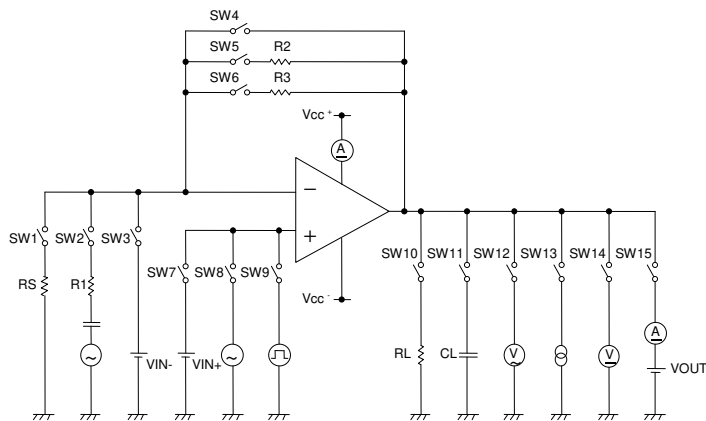 SW4
SW5 R2
SW6 R3
Vcc +
A
−
+
SW1 SW2 SW3
SW7 SW8 SW9
SW10 SW11 SW12 SW13 SW14 SW15
RS R1
Vcc -
A
VIN- VIN+
RL CL V V
VOUT